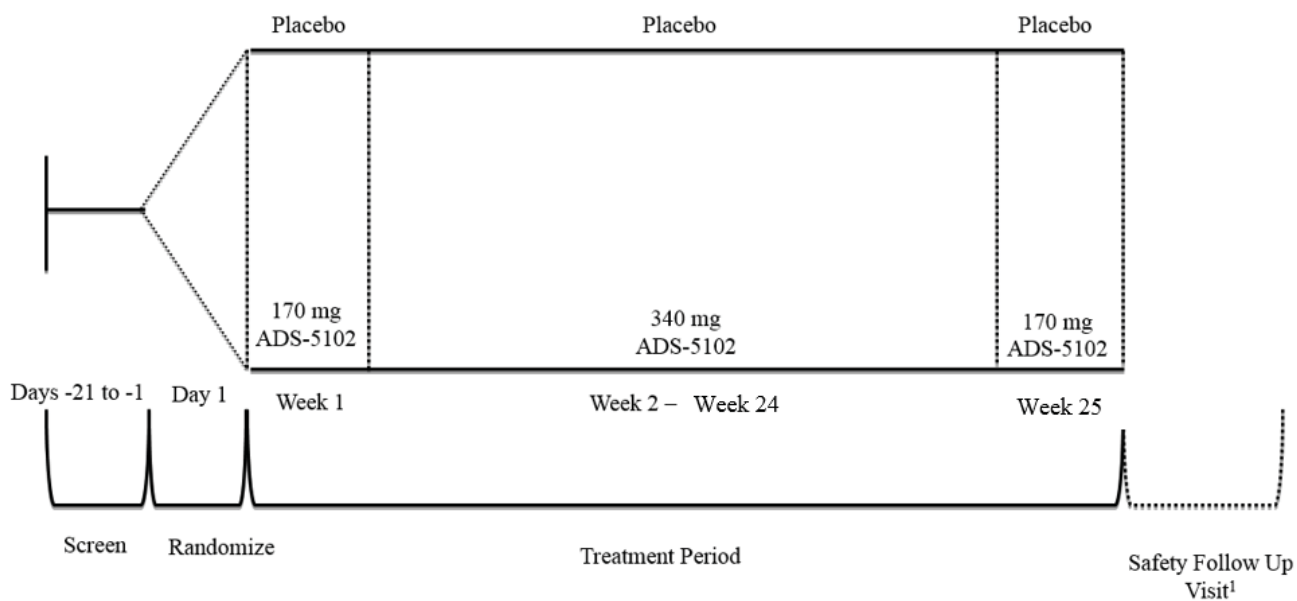 Placebo Placebo Placebo
170 mg
ADS-5102
340 mg
ADS-5102
170 mg
ADS-5102
Days -21 to -1 Day 1 Week 1 Week 2 – Week 24 Week 25
Screen Randomize Treatment Period
Safety Follow Up
Visit¹